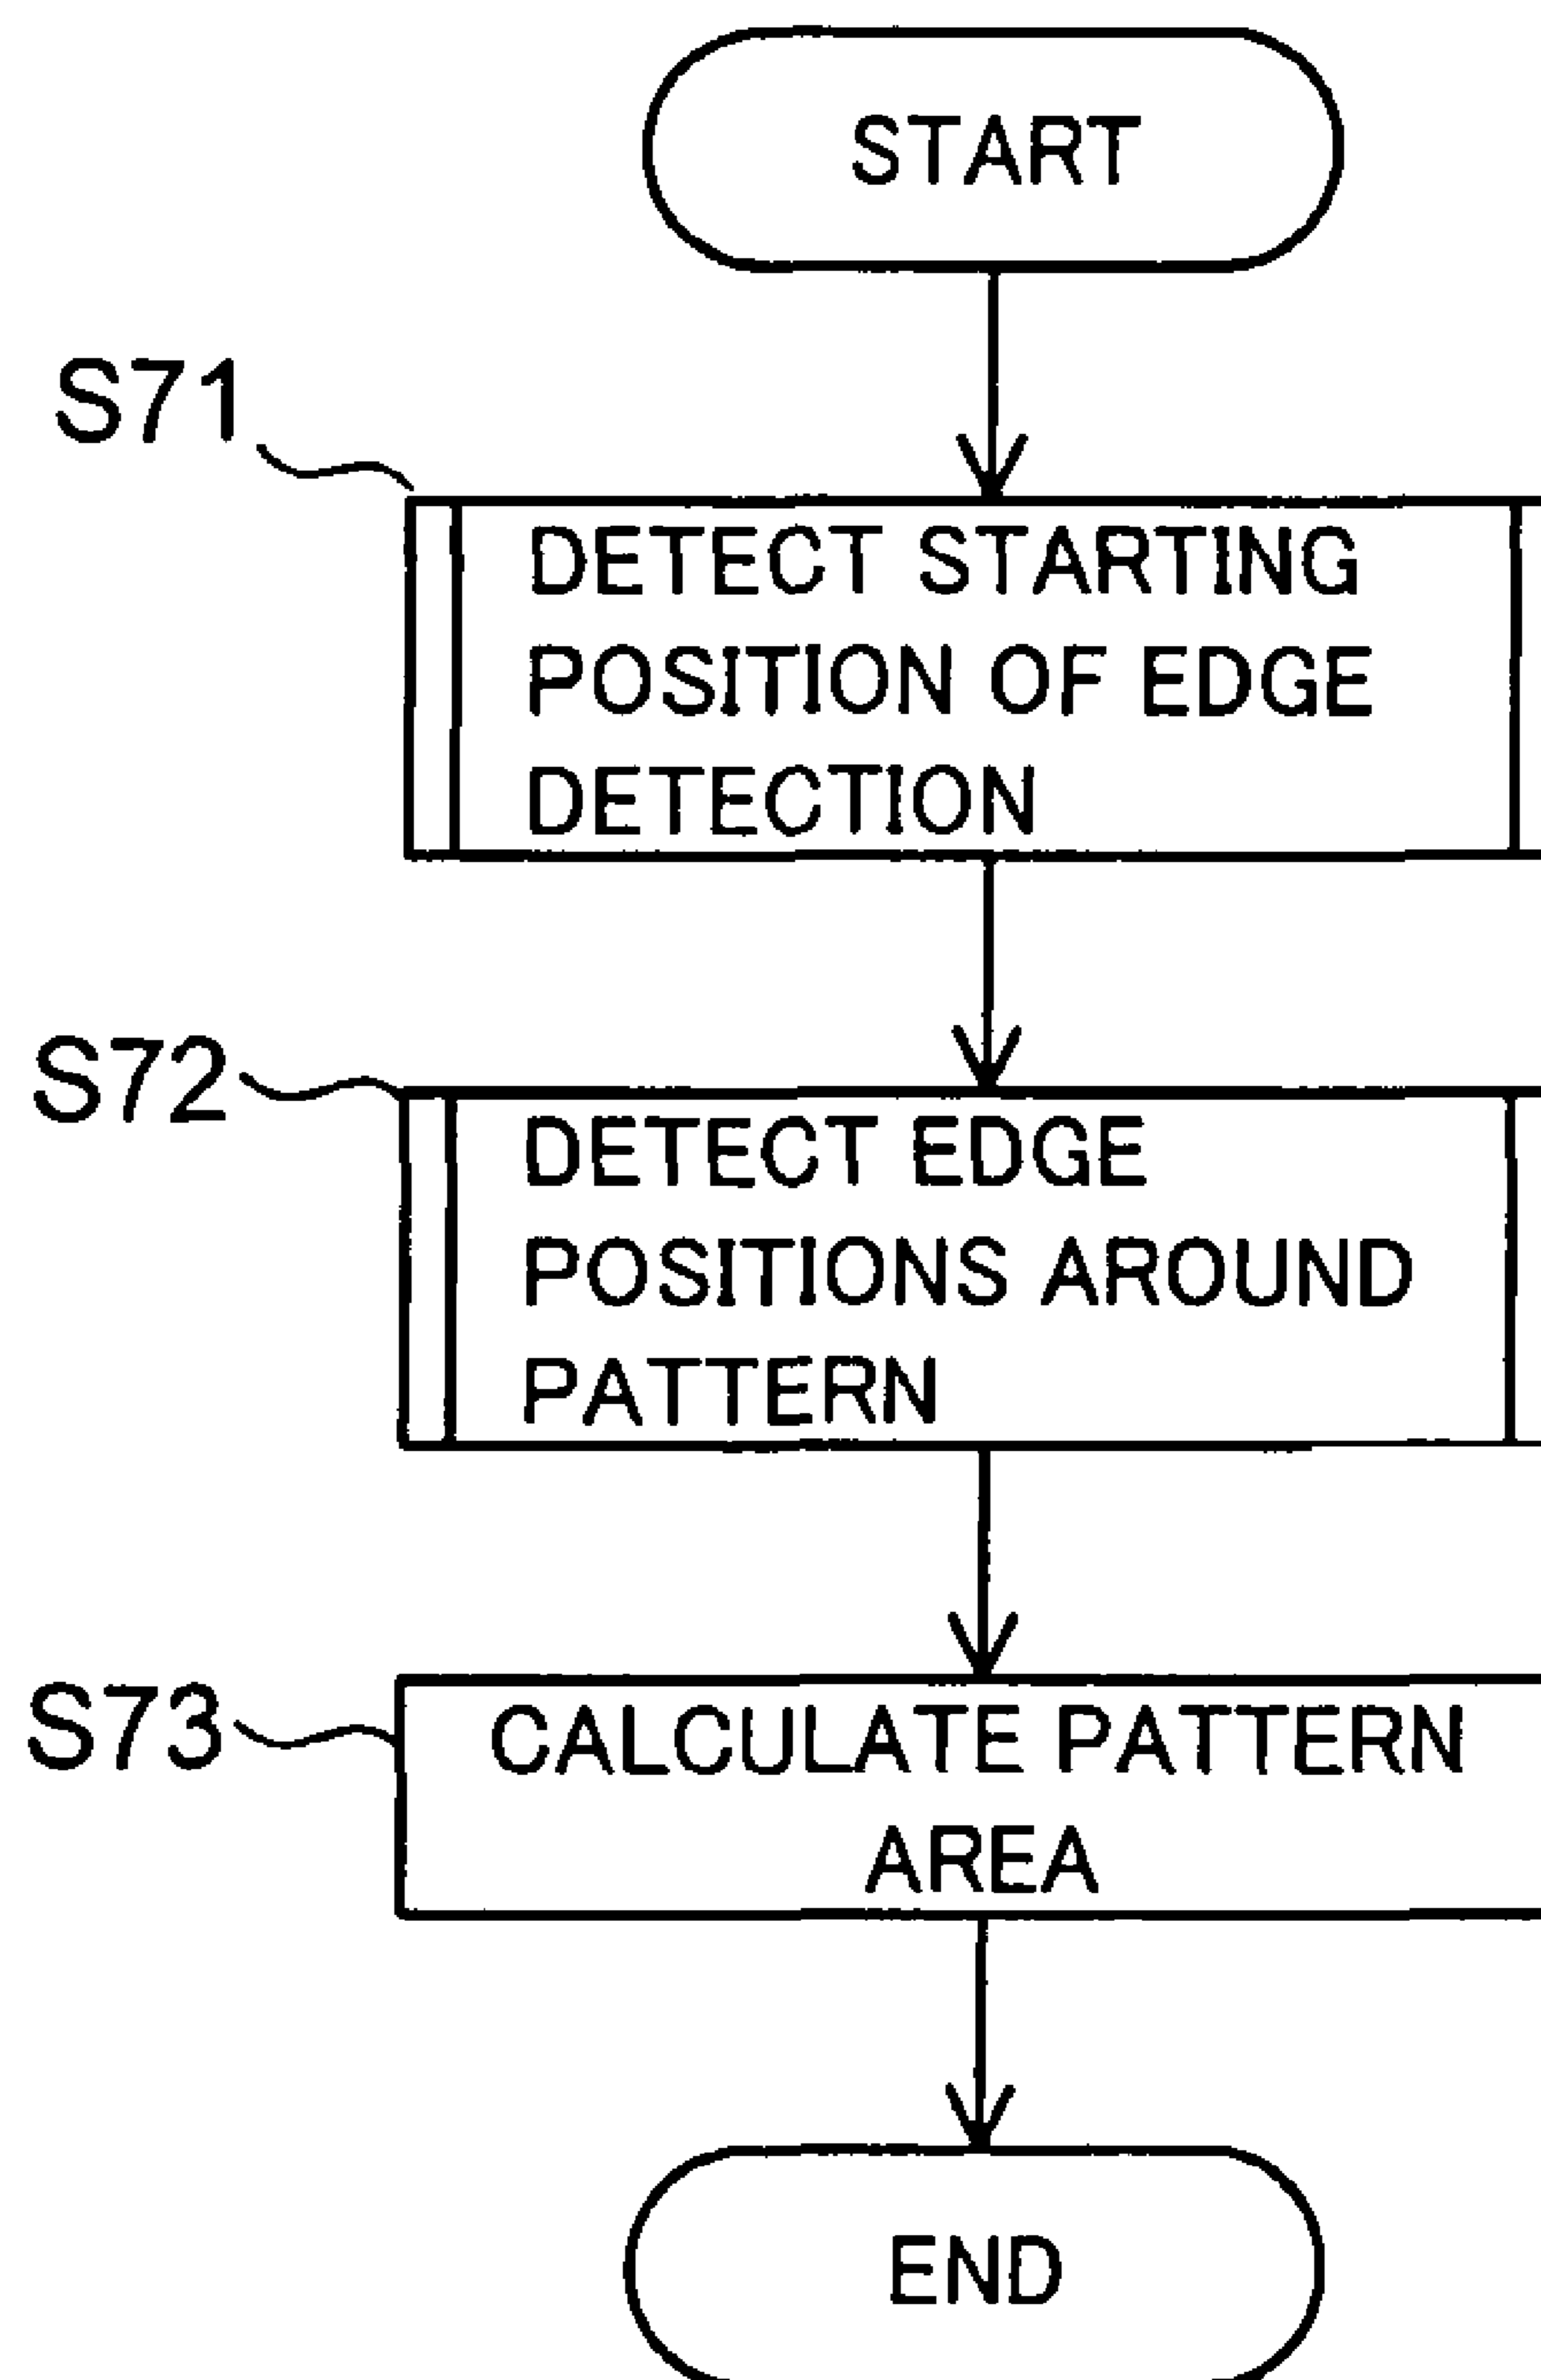 START
S71
DETECT STARTING
POSITION OF EDGE
DETECTION
S72
DETECT EDGE
POSITIONS AROUND
PATTERN
S73
CALCULATE PATTERN
AREA
END